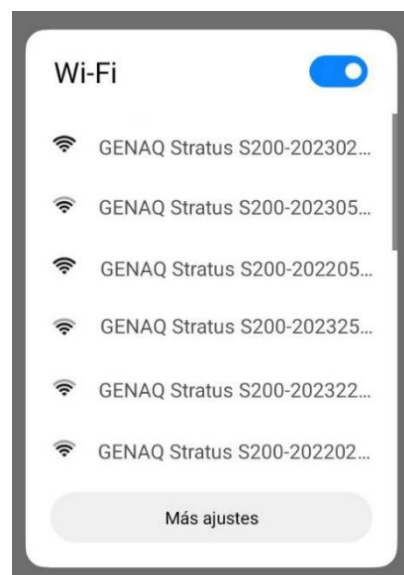 Wi-Fi
GENAQ Stratus S200-202302...
GENAQ Stratus S200-202305...
GENAQ Stratus S200-202205...
GENAQ Stratus S200-202325...
GENAQ Stratus S200-202322...
GENAQ Stratus S200-202202...
Más ajustes